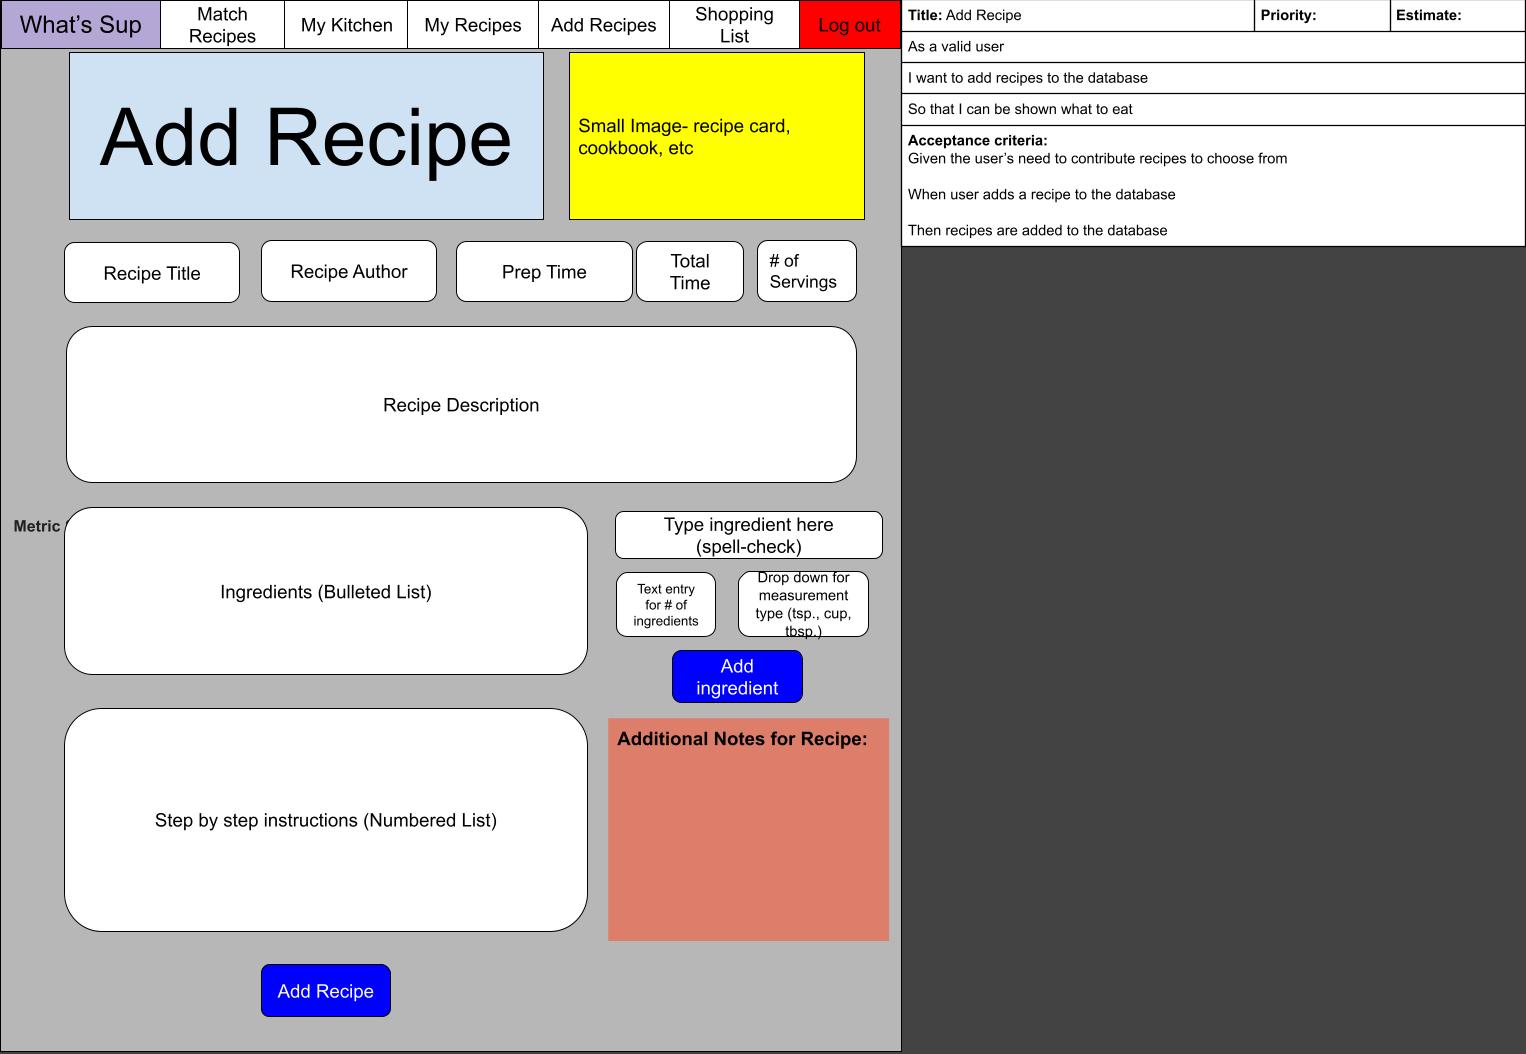 What's Sup
Match
Recipes
My Kitchen
My Recipes
Add Recipes
Shopping
List
Log out
Add Recipe
Small Image- recipe card,
cookbook, etc
Recipe Title
Recipe Author
Prep Time
Total
Time
# of
Servings
Recipe Description
Metric
Ingredients (Bulleted List)
Type ingredient here
(spell-check)
Text entry
for # of
ingredients
Drop down for
measurement
type (tsp., cup,
tbsp.)
Add
ingredient
Step by step instructions (Numbered List)
Additional Notes for Recipe:
Add Recipe
Title: Add Recipe
Priority:
Estimate:
As a valid user
I want to add recipes to the database
So that I can be shown what to eat
Acceptance criteria:
Given the user's need to contribute recipes to choose from
When user adds a recipe to the database
Then recipes are added to the database